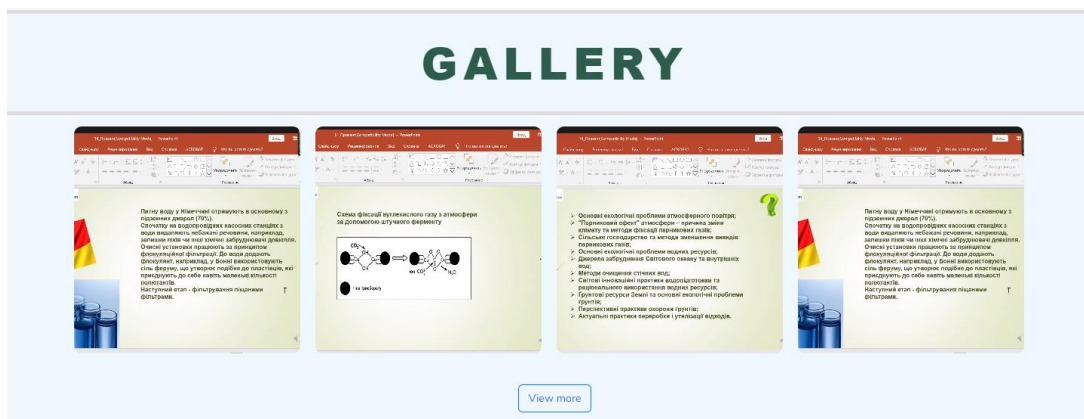 GALLERY
Питну воду у Німеччині отримують в основному з
підземних джерел (70%).
Спочатку на водопровідних насосних станціях з
води видаляють небажані речовини, наприклад,
залишки ліків чи інші хімічні забруднювачі довкілля.
Очисні установки працюють за принципом
флокуляційної фільтрації. До води додають
флокулянт, наприклад, у Бонні використовують
сіль феруму, що утворює подібне до пластівців, які
приєднують до себе навіть маленькі кількості
полютантів.
Наступний етап - фільтрування піщаними
фільтрами.
Схема фіксації вуглекислого газу з атмосфери
за допомогою штучного ферменту
CO₂
H₂C
➢ Основні екологічні проблеми атмосферного повітря;
➢ "Парниковий ефект" атмосфери – причина зміни
клімату та методи фіксації парникових газів;
➢ Сільське господарство та методи зменшення викидів
парникових газів;
➢ Основні екологічні проблеми водних ресурсів;
➢ Джерела забруднення Світового океану та внутрішніх
вод;
➢ Методи очищення стічних вод;
➢ Світові інноваційні практики водопідготовки та
раціонального використання водних ресурсів;
➢ Ґрунтові ресурси Землі та основні екологічні проблеми
ґрунтів;
➢ Перспективні практики охорони ґрунтів;
➢ Актуальні практики переробки і утилізації відходів.
Питну воду у Німеччині отримують в основному з
підземних джерел (70%).
Спочатку на водопровідних насосних станціях з
води видаляють небажані речовини, наприклад,
залишки ліків чи інші хімічні забруднювачі довкілля.
Очисні установки працюють за принципом
флокуляційної фільтрації. До води додають
флокулянт, наприклад, у Бонні використовують
сіль феруму, що утворює подібне до пластівців, які
приєднують до себе навіть маленькі кількості
полютантів.
Наступний етап - фільтрування піщаними
фільтрами.
View more